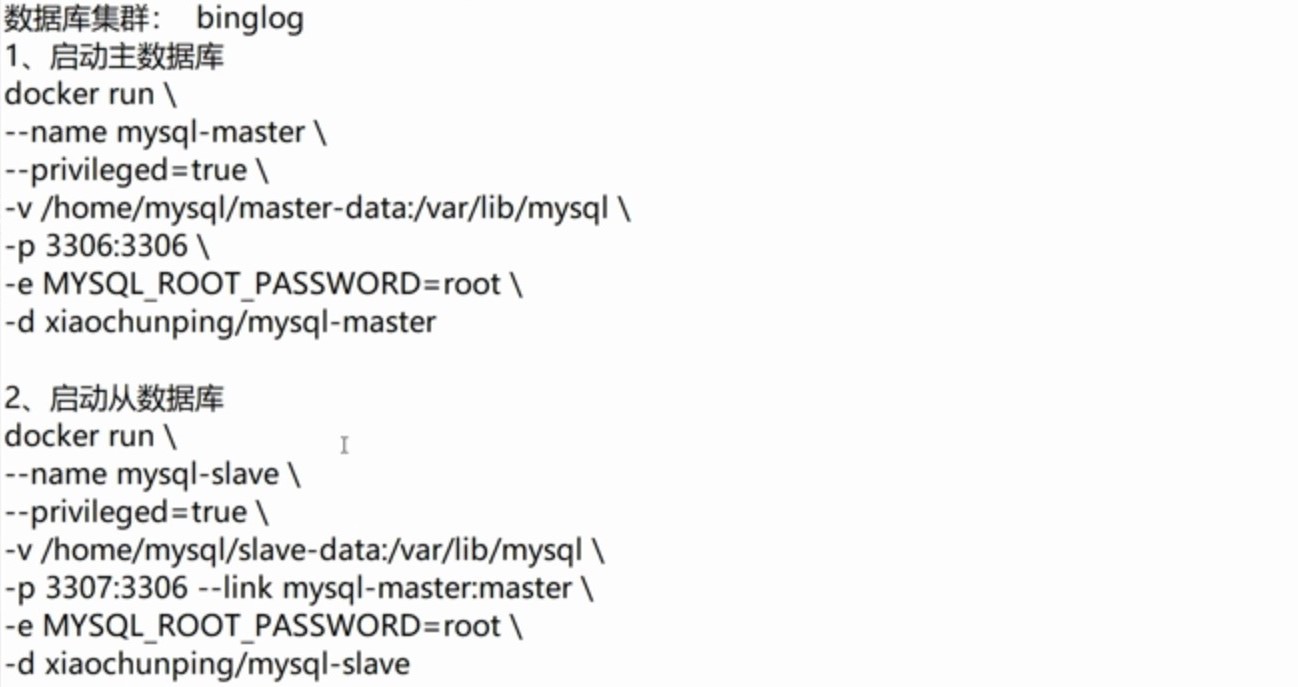 数据库集群： binglog
1、启动主数据库
docker run \
--name mysql-master \
--privileged=true \
-v /home/mysql/master-data:/var/lib/mysql \
-p 3306:3306 \
-e MYSQL_ROOT_PASSWORD=root \
-d xiaochunping/mysql-master
2、启动从数据库
docker run \
--name mysql-slave \
--privileged=true \
-v /home/mysql/slave-data:/var/lib/mysql \
-p 3307:3306 --link mysql-master:master \
-e MYSQL_ROOT_PASSWORD=root \
-d xiaochunping/mysql-slave